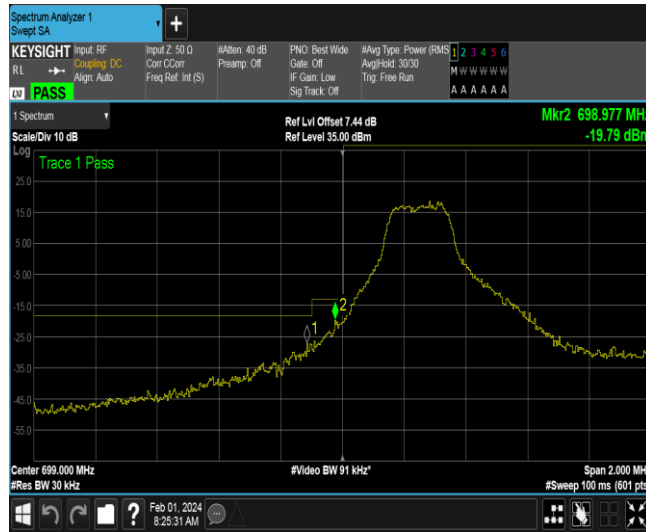 Spectrum Analyzer 1
Swept SA
+
KEYSIGHT Input: RF Input Z: 50 Ω #Atten: 40 dB PNO: Best Wide #Avg Type: Power (RMS 1 2 3 4 5 6
RL Coupling: DC Corr CCorr Preamp: Off Gate: Off Avg|Hold: 30/30 M W W W W W
Align: Auto Freq Ref: Int (S) IF Gain: Low Trig: Free Run
LXI PASS Sig Track: Off A A A A A A
1 Spectrum Ref Lvl Offset 7.44 dB Mkr2 698.977 MHz
Scale/Div 10 dB Ref Level 35.00 dBm -19.79 dBm
Log
Trace 1 Pass
25.0
15.0
5.00
-5.00
-15.0
2
1
-25.0
-35.0
-45.0
-55.0
Center 699.000 MHz #Video BW 91 kHz* Span 2.000 MH
#Res BW 30 kHz #Sweep 100 ms (601 pts
? Feb 01, 2024
8:25:31 AM